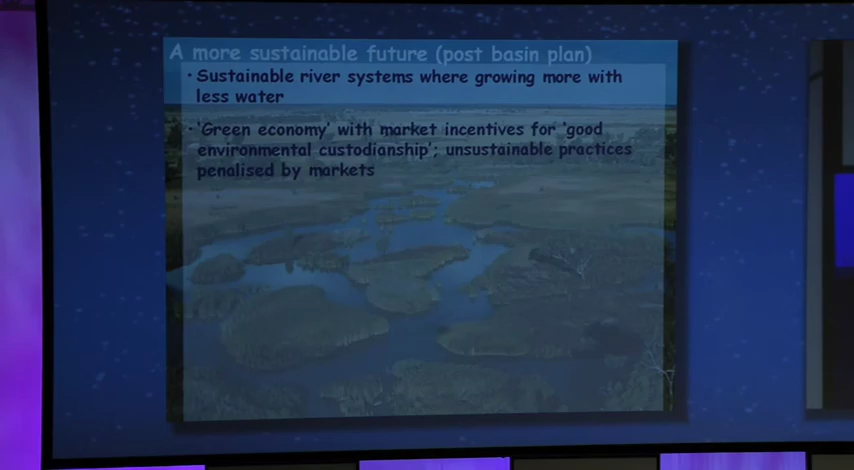 A more sustainable future (post basin plan)
· Sustainable river systems where growing more with
less water
· 'Green economy' with market incentives for 'good
environmental custodianship'; unsustainable practices
penalised by markets